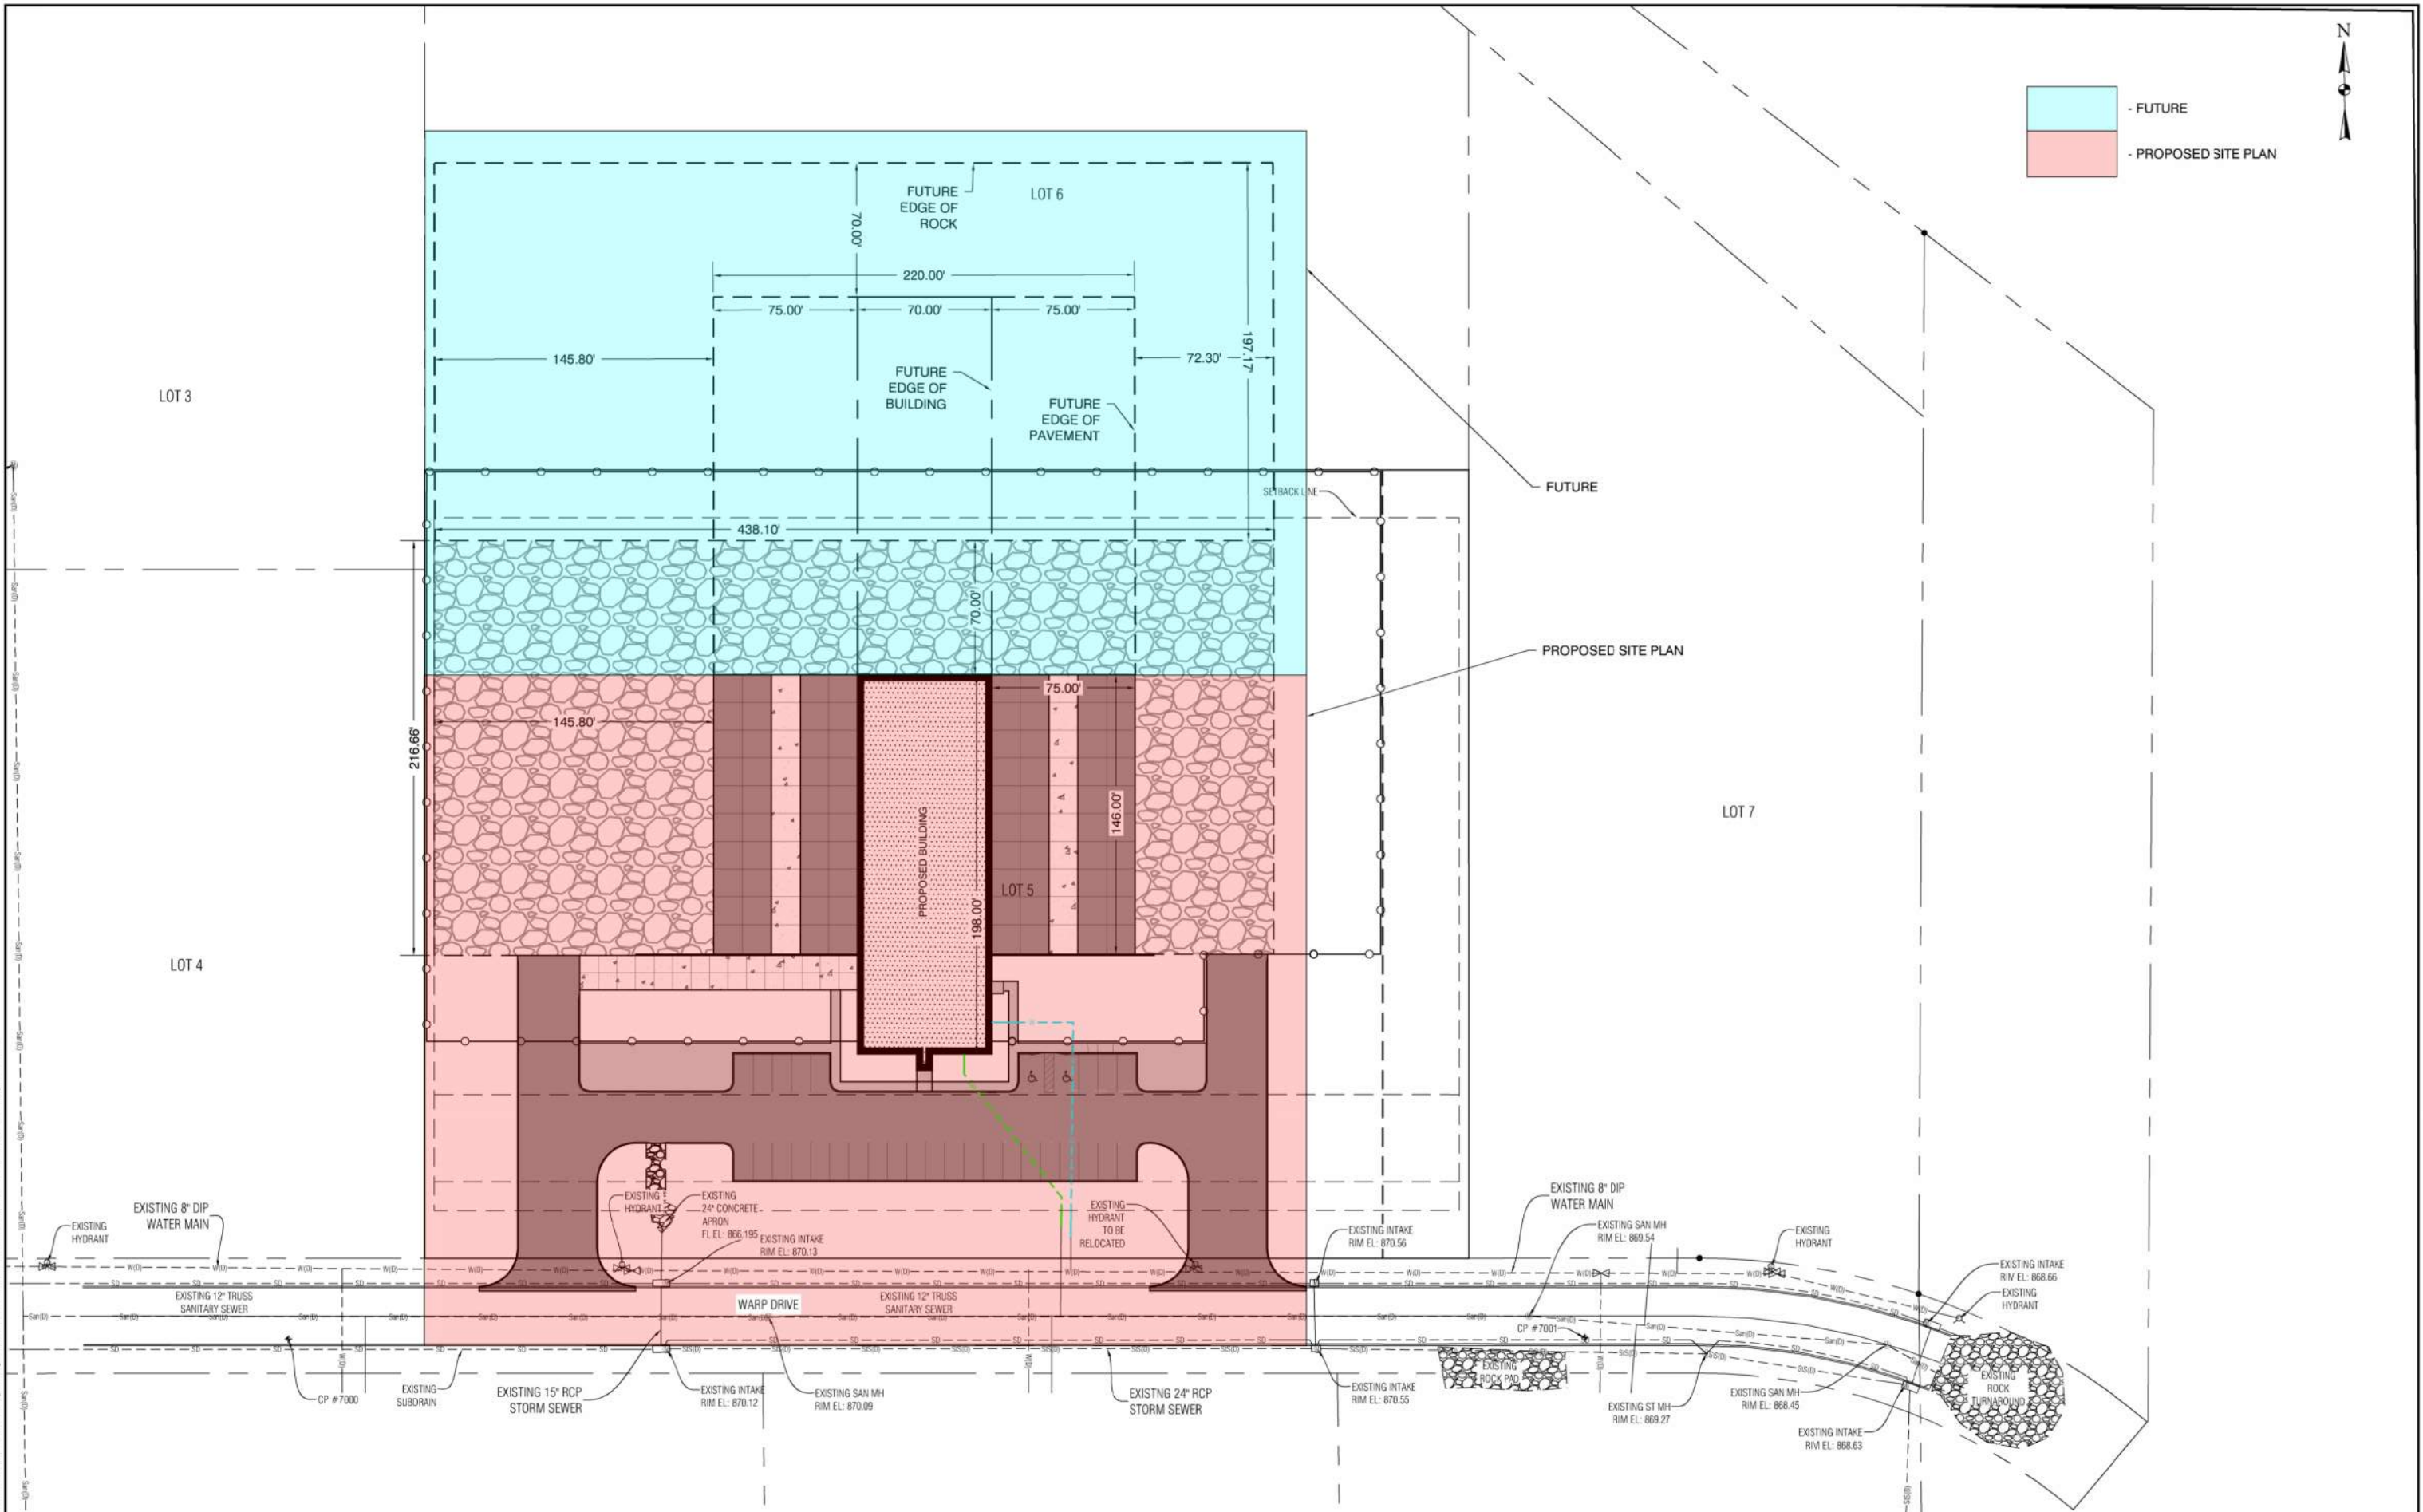 N
- FUTURE
- PROPOSED SITE PLAN
FUTURE
EDGE OF
ROCK
LOT 6
70.00'
220.00'
75.00'
70.00'
75.00'
197.17'
145.80'
72.30'
FUTURE
EDGE OF
BUILDING
FUTURE
EDGE OF
PAVEMENT
LOT 3
FUTURE
SETBACK LINE
438.10'
70.00'
PROPOSED SITE PLAN
75.00'
145.80'
216.66'
146.00'
PROPOSED BUILDING
LOT 5
198.00'
LOT 7
LOT 4
EXISTING 8" DIP
WATER MAIN
EXISTING
HYDRANT
EXISTING
HYDRANT
EXISTING
24" CONCRETE
APRON
FL EL: 866.195
EXISTING INTAKE
RIM EL: 870.13
EXISTING
HYDRANT
TO BE
RELOCATED
EXISTING INTAKE
RIM EL: 870.56
EXISTING 8" DIP
WATER MAIN
EXISTING SAN MH
RIM EL: 869.54
EXISTING
HYDRANT
EXISTING INTAKE
RIM EL: 868.66
EXISTING
HYDRANT
EXISTING 12" TRUSS
SANITARY SEWER
WARP DRIVE
EXISTING 12" TRUSS
SANITARY SEWER
CP #7001
CP #7000
EXISTING
SUBDRAIN
EXISTING 15" RCP
STORM SEWER
EXISTING INTAKE
RIM EL: 870.12
EXISTING SAN MH
RIM EL: 870.09
EXISTING 24" RCP
STORM SEWER
EXISTING INTAKE
RIM EL: 870.55
EXISTING
ROCK PAD
EXISTING ST MH
RIM EL: 869.27
EXISTING SAN MH
RIM EL: 868.45
EXISTING INTAKE
RIM EL: 868.63
EXISTING
ROCK
TURNAROUND
W(D)
SD
San(D)
StS(D)